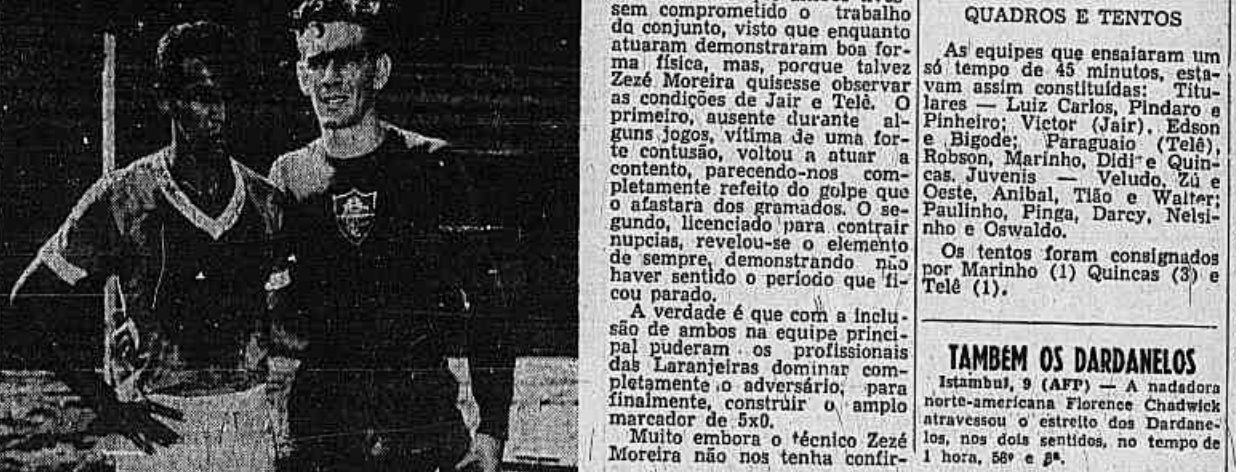 sem comprometido o trabalho
do conjunto, visto que enquanto
atuaram demonstraram boa for-
ma física, mas, porque talvez
Zezé Moreira quisesse observar
as condições de Jair e Telê. O
primeiro, ausente durante al-
guns jogos, vítima de uma for-
te contusão, voltou a atuar a
contento, parecendo-nos com-
pletamente refeito do golpe que
o afastara dos gramados. O se-
gundo, licenciado para contrair
nupcias, revelou-se o elemento
de sempre, demonstrando não
haver sentido o período que fi-
cou parado.
A verdade é que com a inclu-
são de ambos na equipe princi-
pal puderam os profissionais
das Laranjeiras dominar com-
pletamente o adversário, para
finalmente, construir o amplo
marcador de 5x0.
Muito embora o técnico Zezé
Moreira não nos tenha confir-
QUADROS E TENTOS
As equipes que ensaiaram um
só tempo de 45 minutos, esta-
vam assim constituídas: Titu-
lares — Luiz Carlos, Pindaro e
Pinheiro; Victor (Jair), Edson
e Bigode; Paraguaio (Telê),
Robson, Marinho, Didi e Quin-
cas. Juvenis — Veludo, Zú e
Oeste, Anibal, Tião e Walter;
Paulinho, Pinga, Darcy, Nelsi-
nho e Oswaldo.
Os tentos foram consignados
por Marinho (1) Quincas (3) e
Telê (1).
TAMBÉM OS DARDANELOS
Istambul, 9 (AFP) — A nadadora
norte-americana Florence Chadwick
atravessou o estreito dos Dardane-
los, nos dois sentidos, no tempo de
1 hora, 58º e 8ª.